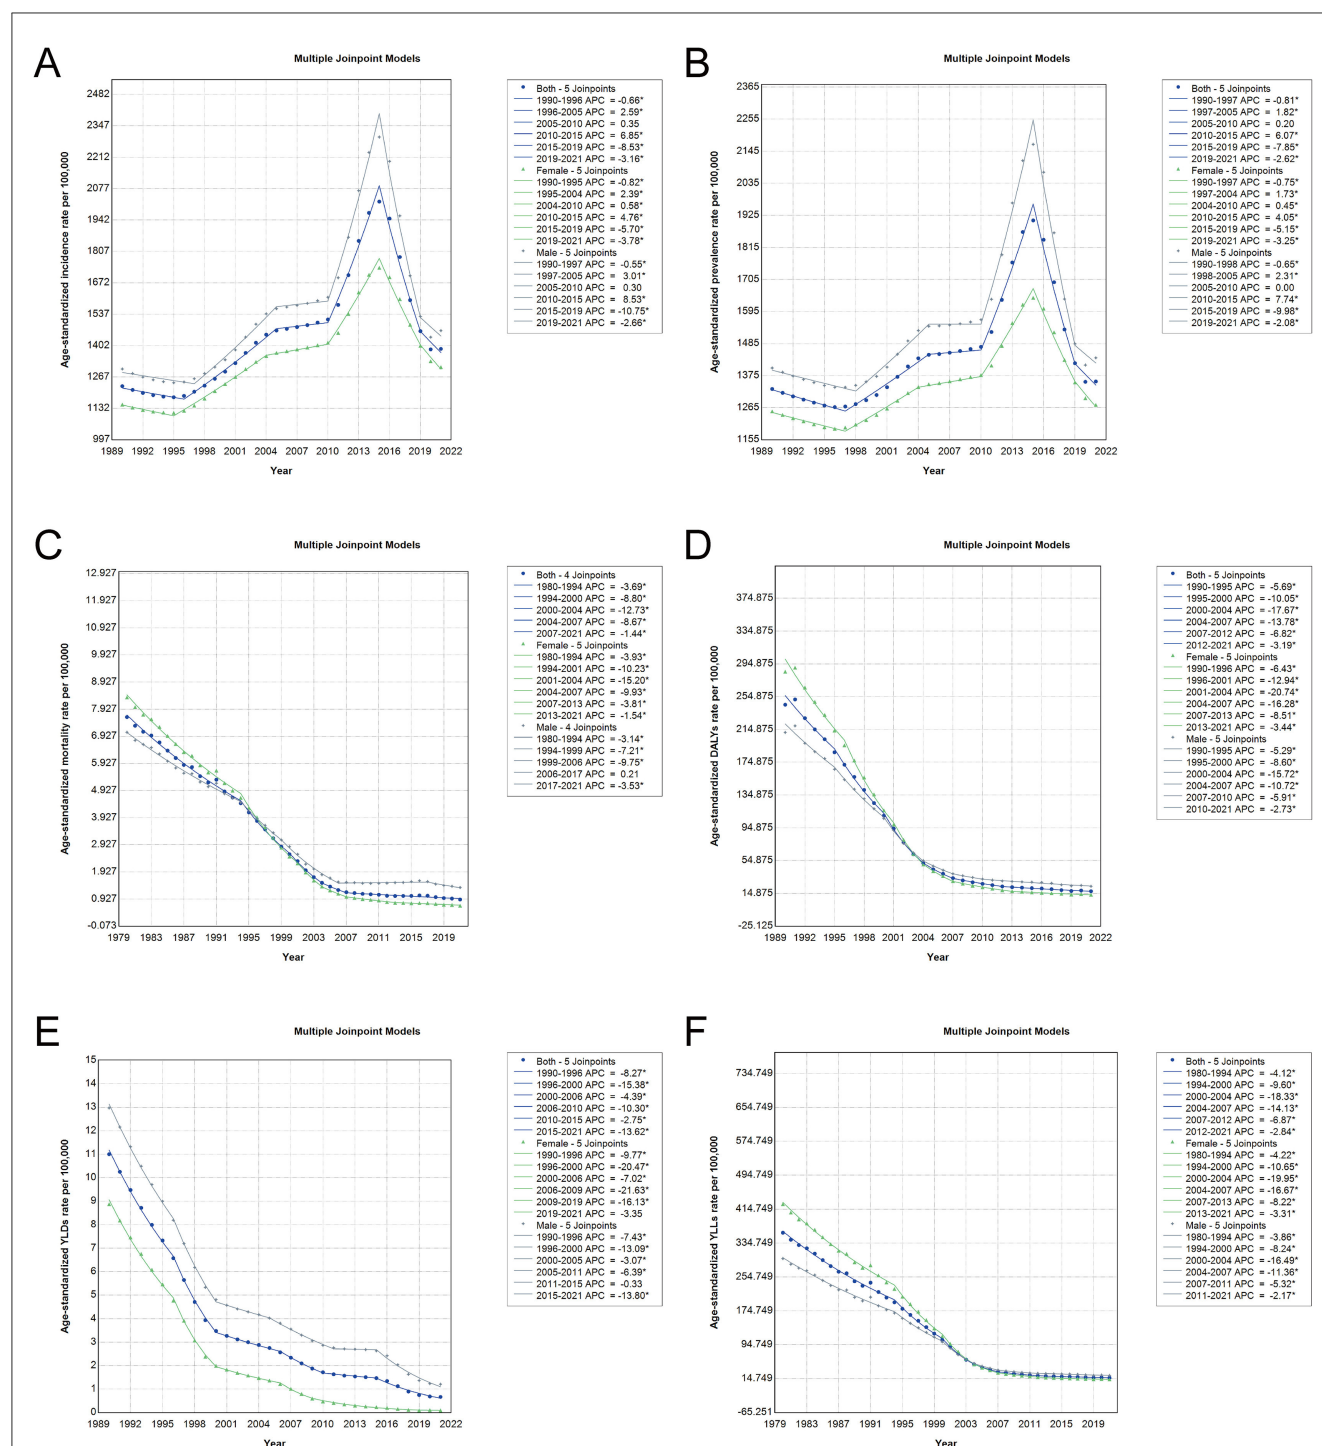 A
Multiple Joinpoint Models
Age-standardized incidence rate per 100,000
2482
2347
2212
2077
1942
1807
1672
1537
1402
1267
1132
997
1989 1992 1995 1998 2001 2004 2007 2010 2013 2016 2019 2022
Year
Both - 5 Joinpoints
1990-1996 APC = -0.66*
1996-2005 APC = 2.59*
2005-2010 APC = 0.35
2010-2015 APC = 6.85*
2015-2019 APC = -8.53*
2019-2021 APC = -3.16*
Female - 5 Joinpoints
1990-1995 APC = -0.82*
1995-2004 APC = 2.39*
2004-2010 APC = 0.58*
2010-2015 APC = 4.76*
2015-2019 APC = -5.70*
2019-2021 APC = -3.78*
Male - 5 Joinpoints
1990-1997 APC = -0.55*
1997-2005 APC = 3.01*
2005-2010 APC = 0.30
2010-2015 APC = 8.53*
2015-2019 APC = -10.75*
2019-2021 APC = -2.66*
B
Multiple Joinpoint Models
Age-standardized prevalence rate per 100,000
2365
2255
2145
2035
1925
1815
1705
1595
1485
1375
1265
1155
1989 1992 1995 1998 2001 2004 2007 2010 2013 2016 2019 2022
Year
Both - 5 Joinpoints
1990-1997 APC = -0.81*
1997-2005 APC = 1.82*
2005-2010 APC = 0.20
2010-2015 APC = 6.07*
2015-2019 APC = -7.85*
2019-2021 APC = -2.62*
Female - 5 Joinpoints
1990-1997 APC = -0.75*
1997-2004 APC = 1.73*
2004-2010 APC = 0.45*
2010-2015 APC = 4.05*
2015-2019 APC = -5.15*
2019-2021 APC = -3.25*
Male - 5 Joinpoints
1990-1998 APC = -0.65*
1998-2005 APC = 2.31*
2005-2010 APC = 0.00
2010-2015 APC = 7.74*
2015-2019 APC = -9.98*
2019-2021 APC = -2.08*
C
Multiple Joinpoint Models
Age-standardized mortality rate per 100,000
12.927
11.927
10.927
9.927
8.927
7.927
6.927
5.927
4.927
3.927
2.927
1.927
0.927
-0.073
1979 1983 1987 1991 1995 1999 2003 2007 2011 2015 2019
Year
Both - 4 Joinpoints
1980-1994 APC = -3.69*
1994-2000 APC = -8.80*
2000-2004 APC = -12.73*
2004-2007 APC = -8.67*
2007-2021 APC = -1.44*
Female - 5 Joinpoints
1980-1994 APC = -3.93*
1994-2001 APC = -10.23*
2001-2004 APC = -15.20*
2004-2007 APC = -9.93*
2007-2013 APC = -3.81*
2013-2021 APC = -1.54*
Male - 4 Joinpoints
1980-1994 APC = -3.14*
1994-1999 APC = -7.21*
1999-2006 APC = -9.75*
2006-2017 APC = 0.21
2017-2021 APC = -3.53*
D
Multiple Joinpoint Models
Age-standardized DALYs rate per 100,000
374.875
334.875
294.875
254.875
214.875
174.875
134.875
94.875
54.875
14.875
-25.125
1989 1992 1995 1998 2001 2004 2007 2010 2013 2016 2019 2022
Year
Both - 5 Joinpoints
1990-1995 APC = -5.69*
1995-2000 APC = -10.05*
2000-2004 APC = -17.67*
2004-2007 APC = -13.78*
2007-2012 APC = -6.82*
2012-2021 APC = -3.19*
Female - 5 Joinpoints
1990-1996 APC = -6.43*
1996-2001 APC = -12.94*
2001-2004 APC = -20.74*
2004-2007 APC = -16.28*
2007-2013 APC = -8.51*
2013-2021 APC = -3.44*
Male - 5 Joinpoints
1990-1995 APC = -5.29*
1995-2000 APC = -8.60*
2000-2004 APC = -15.72*
2004-2007 APC = -10.72*
2007-2010 APC = -5.91*
2010-2021 APC = -2.73*
E
Multiple Joinpoint Models
Age-standardized YLDs rate per 100,000
15
14
13
12
11
10
9
8
7
6
5
4
3
2
1
0
1989 1992 1995 1998 2001 2004 2007 2010 2013 2016 2019 2022
Year
Both - 5 Joinpoints
1990-1996 APC = -8.27*
1996-2000 APC = -15.38*
2000-2006 APC = -4.39*
2006-2010 APC = -10.30*
2010-2015 APC = -2.75*
2015-2021 APC = -13.62*
Female - 5 Joinpoints
1990-1996 APC = -9.77*
1996-2000 APC = -20.47*
2000-2006 APC = -7.02*
2006-2009 APC = -21.63*
2009-2019 APC = -16.13*
2019-2021 APC = -3.35
Male - 5 Joinpoints
1990-1996 APC = -7.43*
1996-2000 APC = -13.09*
2000-2005 APC = -3.07*
2005-2011 APC = -6.39*
2011-2015 APC = -0.33
2015-2021 APC = -13.80*
F
Multiple Joinpoint Models
Age-standardized YLLs rate per 100,000
734.749
654.749
574.749
494.749
414.749
334.749
254.749
174.749
94.749
14.749
-65.251
1979 1983 1987 1991 1995 1999 2003 2007 2011 2015 2019
Year
Both - 5 Joinpoints
1980-1994 APC = -4.12*
1994-2000 APC = -9.60*
2000-2004 APC = -18.33*
2004-2007 APC = -14.13*
2007-2012 APC = -6.87*
2012-2021 APC = -2.84*
Female - 5 Joinpoints
1980-1994 APC = -4.22*
1994-2000 APC = -10.65*
2000-2004 APC = -19.95*
2004-2007 APC = -16.67*
2007-2013 APC = -8.22*
2013-2021 APC = -3.31*
Male - 5 Joinpoints
1980-1994 APC = -3.86*
1994-2000 APC = -8.24*
2000-2004 APC = -16.49*
2004-2007 APC = -11.36*
2007-2011 APC = -5.32*
2011-2021 APC = -2.17*